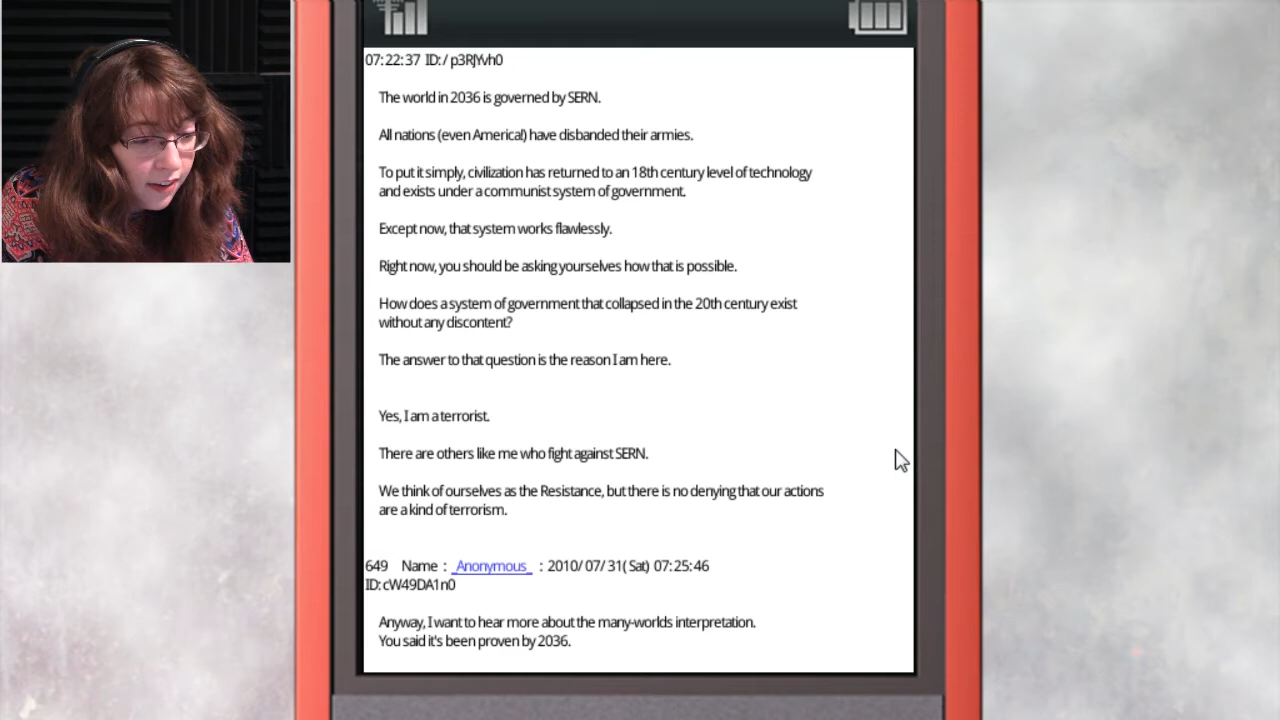 07:22:37 ID:/p3RJYvh0
The world in 2036 is governed by SERN.
All nations (even America!) have disbanded their armies.
To put it simply, civilization has returned to an 18th century level of technology
and exists under a communist system of government.
Except now, that system works flawlessly.
Right now, you should be asking yourselves how that is possible.
How does a system of government that collapsed in the 20th century exist
without any discontent?
The answer to that question is the reason I am here.
Yes, I am a terrorist.
There are others like me who fight against SERN.
We think of ourselves as the Resistance, but there is no denying that our actions
are a kind of terrorism.
649 Name : _Anonymous_ : 2010/07/31(Sat) 07:25:46
ID:cW49DA1n0
Anyway, I want to hear more about the many-worlds interpretation.
You said it's been proven by 2036.